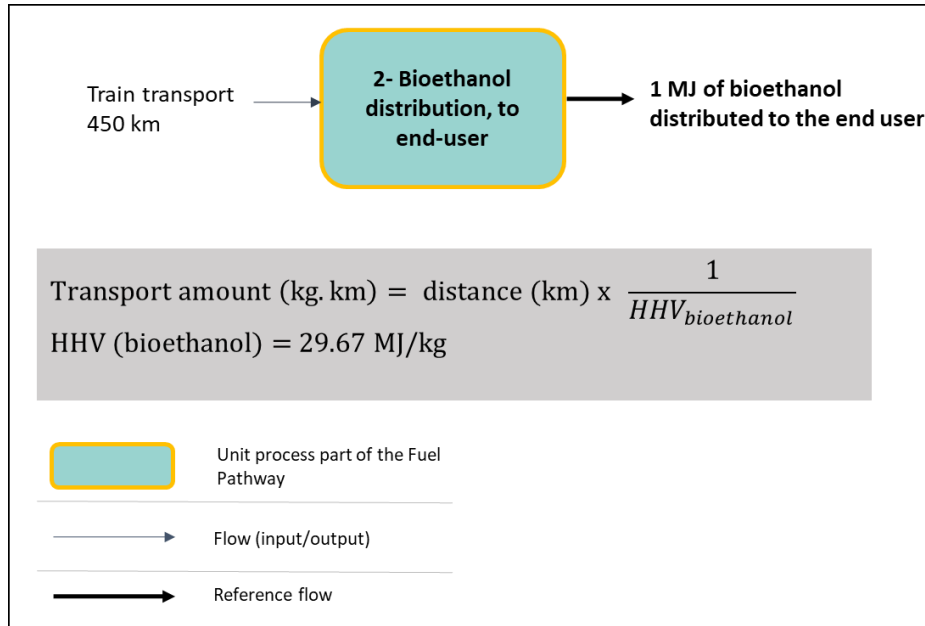 Train transport
450 km
2- Bioethanol
distribution, to
end-user
1 MJ of bioethanol
distributed to the end user
Transport amount (kg. km) = distance (km) x 1/HHV_bioethanol
HHV (bioethanol) = 29.67 MJ/kg
Unit process part of the Fuel
Pathway
Flow (input/output)
Reference flow